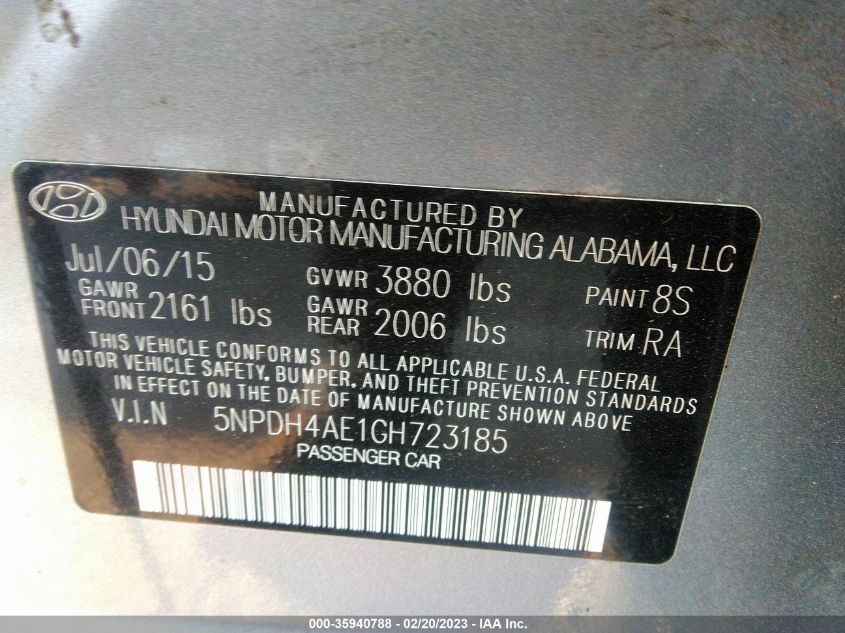 MANUFACTURED BY
HYUNDAI MOTOR MANUFACTURING ALABAMA, LLC
Jul/06/15 GVWR 3880 lbs PAINT 8S
GAWR FRONT 2161 lbs GAWR REAR 2006 lbs TRIM RA
THIS VEHICLE CONFORMS TO ALL APPLICABLE U.S.A. FEDERAL
MOTOR VEHICLE SAFETY, BUMPER, AND THEFT PREVENTION STANDARDS
IN EFFECT ON THE DATE OF MANUFACTURE SHOWN ABOVE
V.I.N 5NPDH4AE1GH723185
PASSENGER CAR
000-35940788 — 02/20/2023 — IAA Inc.